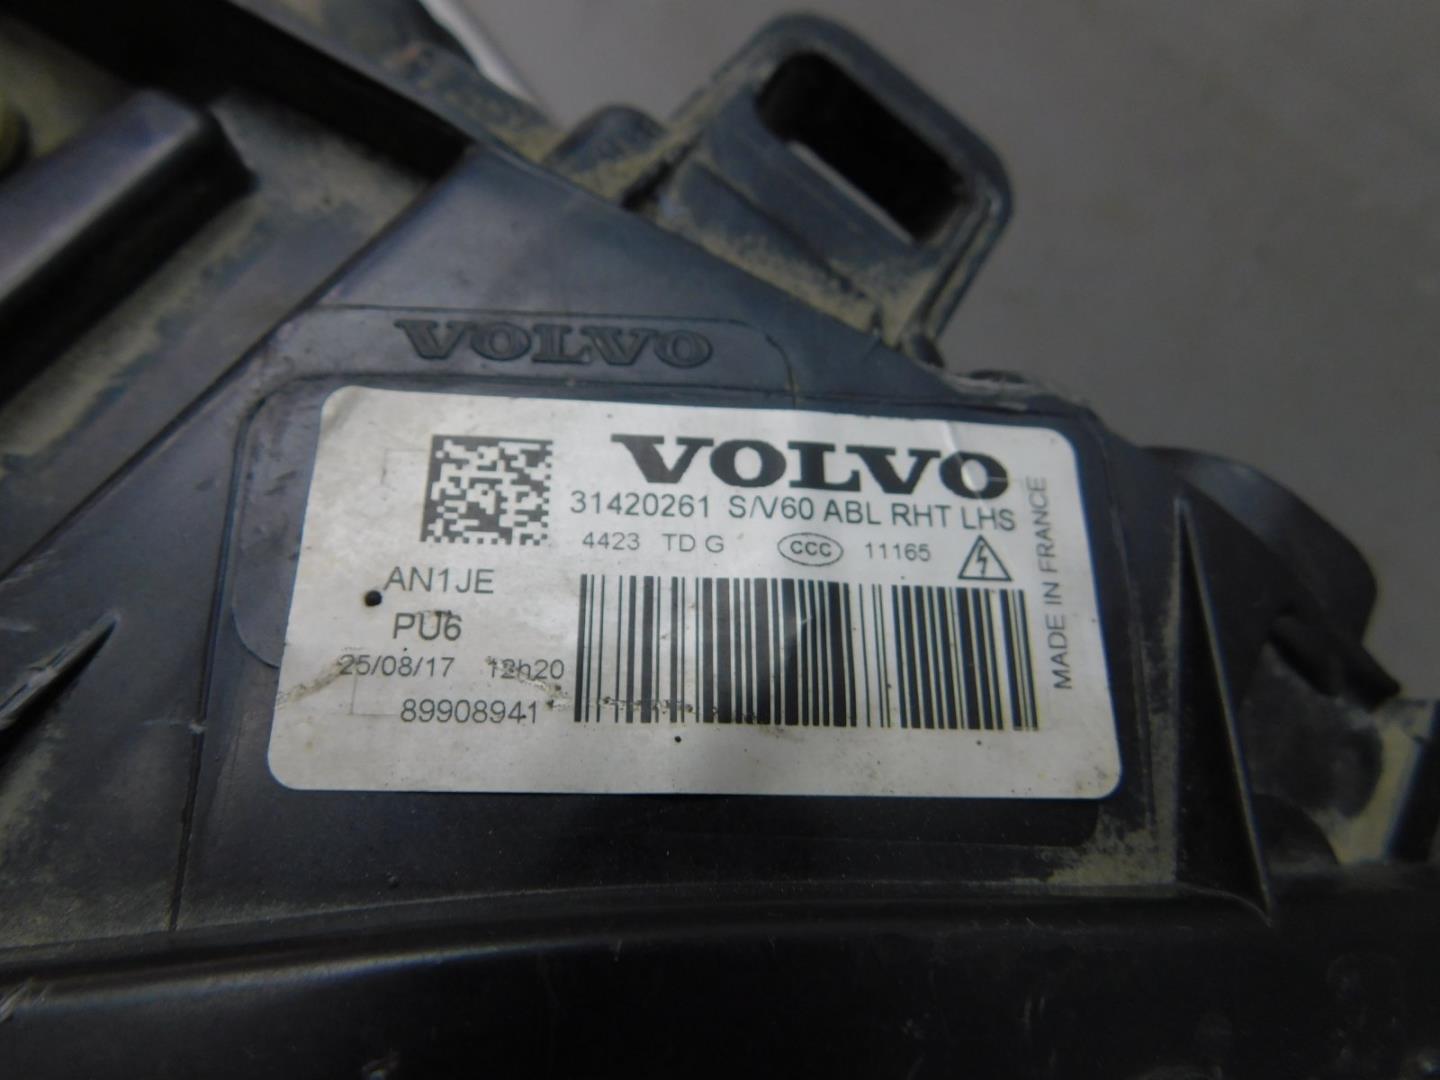 VOLVO
VOLVO
31420261 S/V60 ABL RHT LHS
4423 TD G CCC 11165
AN1JE
PU6
25/08/17 12h20
89908941
MADE IN FRANCE